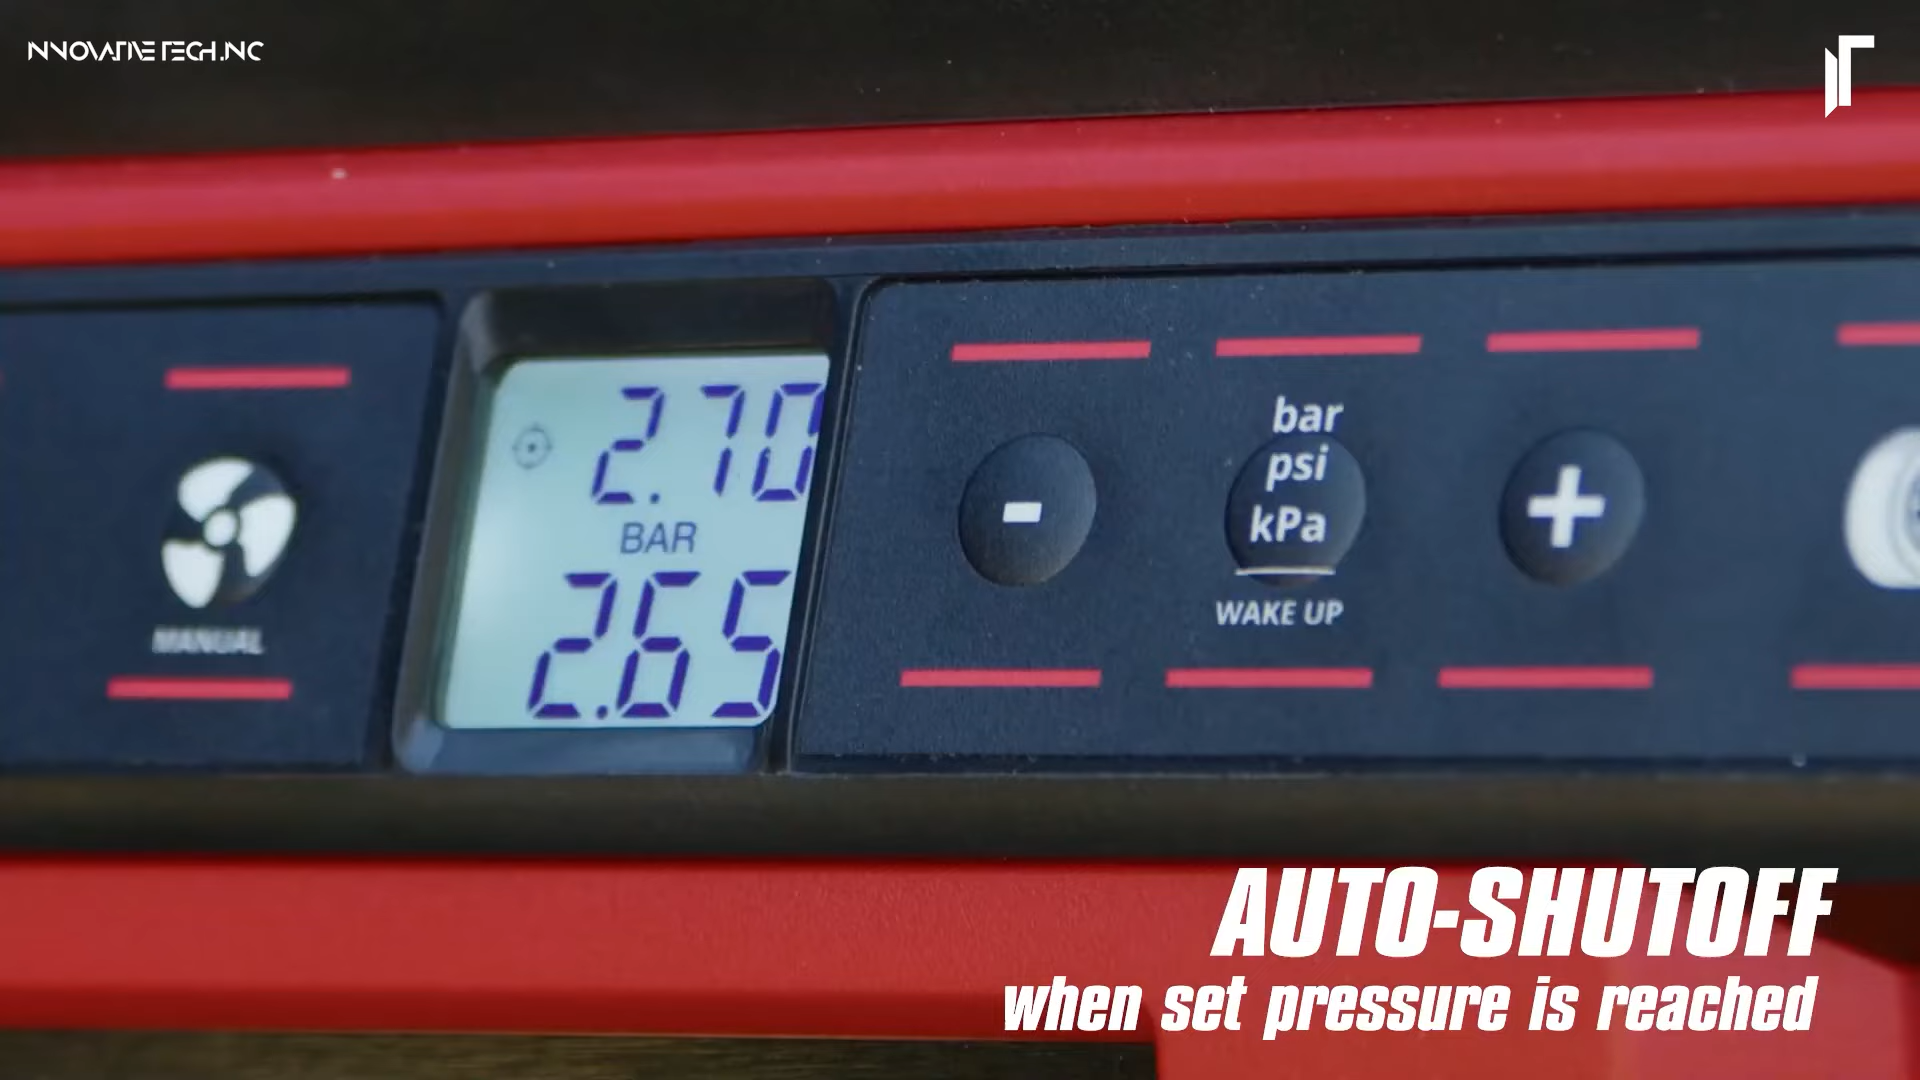 INNOVATIVE TECH.INC
2.70
BAR
2.65
MANUAL
-
bar
psi
kPa
WAKE UP
+
AUTO-SHUTOFF
when set pressure is reached